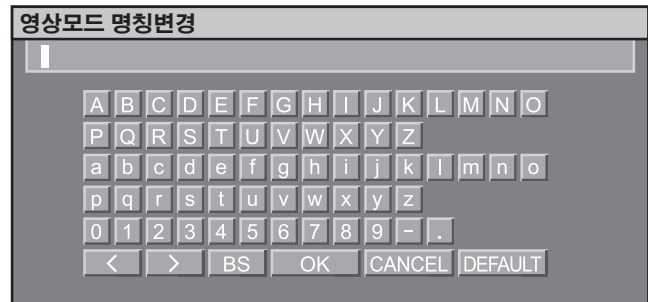 영상모드 명칭변경
A B C D E F G H I J K L M N O
P Q R S T U V W X Y Z
a b c d e f g h i j k l m n o
p q r s t u v w x y z
0 1 2 3 4 5 6 7 8 9 - .
< > BS OK CANCEL DEFAULT